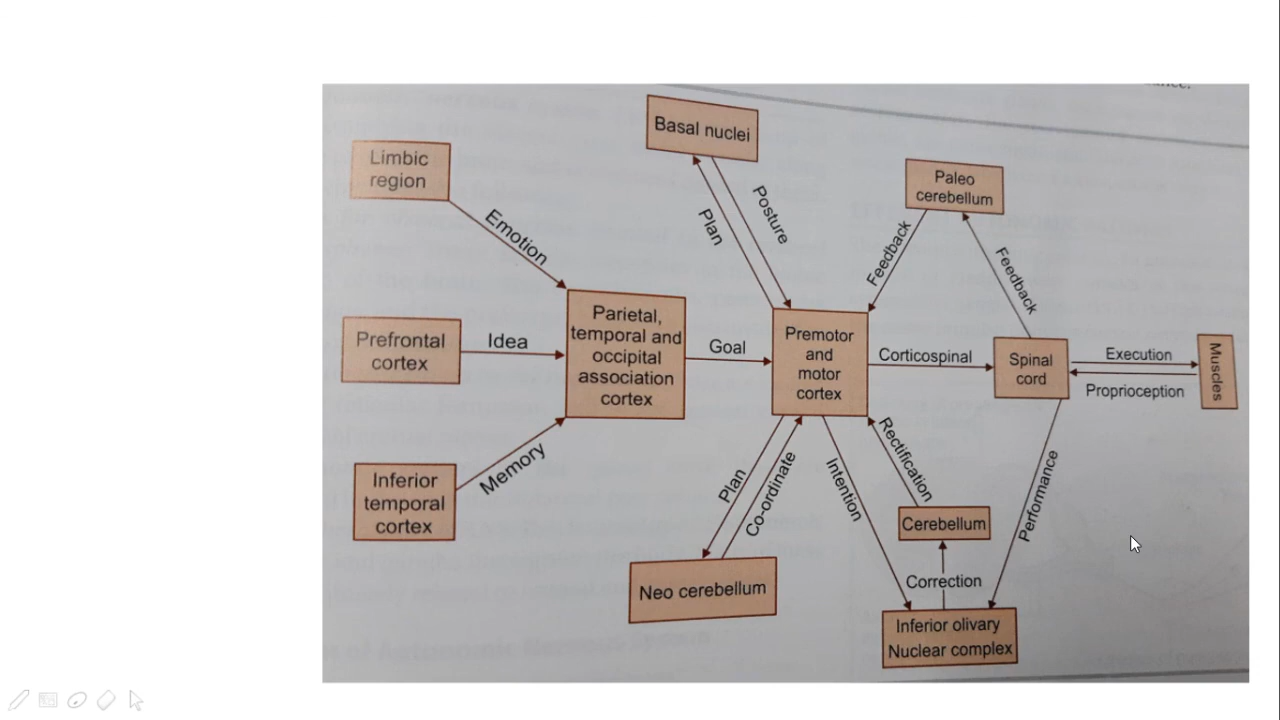 Basal nuclei
Limbic
region
Paleo
cerebellum
Emotion
Plan
Posture
Feedback
Feedback
Prefrontal
cortex
Idea
Parietal,
temporal and
occipital
association
cortex
Goal
Premotor
and
motor
cortex
Corticospinal
Spinal
cord
Execution
Proprioception
Muscles
Inferior
temporal
cortex
Memory
Plan
Co-ordinate
Intention
Rectification
Performance
Cerebellum
Correction
Neo cerebellum
Inferior olivary
Nuclear complex